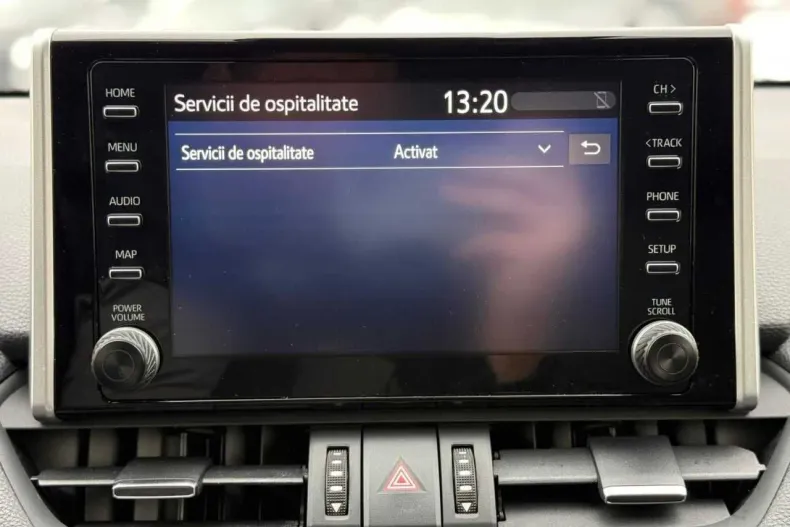 HOME
MENU
AUDIO
MAP
POWER
VOLUME
Servicii de ospitalitate 13:20
Servicii de ospitalitate Activat
CH >
< TRACK
PHONE
SETUP
TUNE
SCROLL